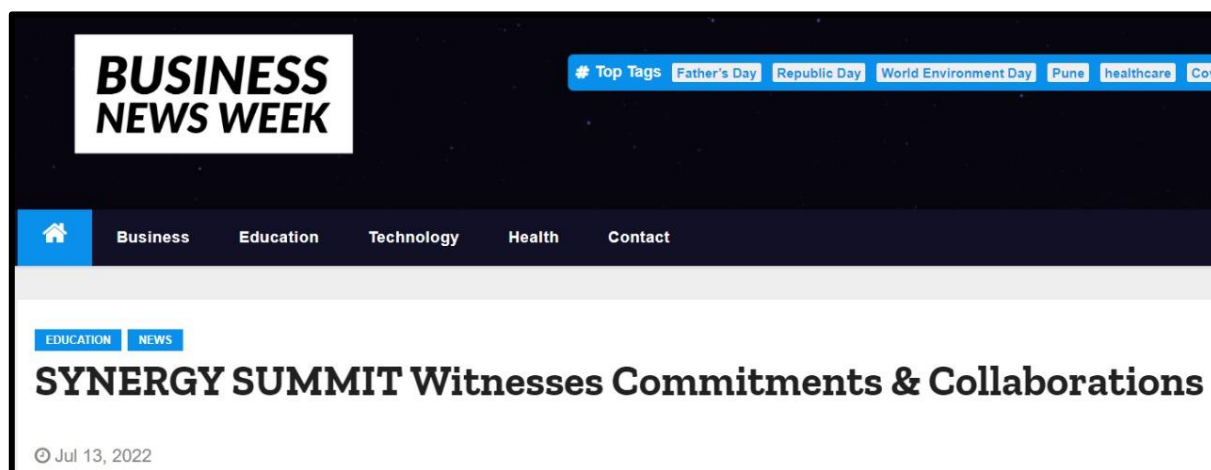 BUSINESS
NEWS WEEK
# Top Tags Father's Day Republic Day World Environment Day Pune healthcare
Business Education Technology Health Contact
EDUCATION NEWS
SYNERGY SUMMIT Witnesses Commitments & Collaborations
Jul 13, 2022